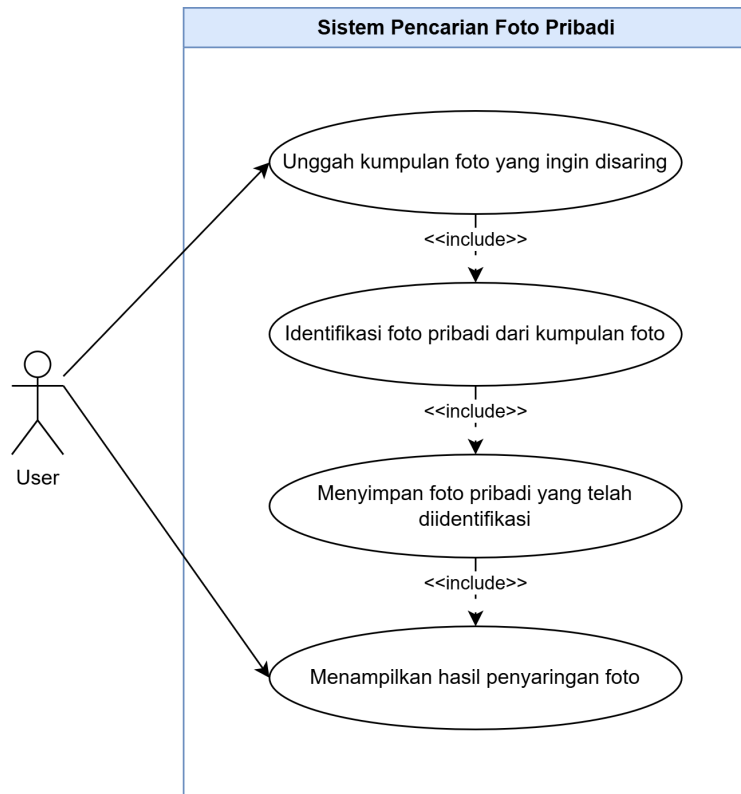 Sistem Pencarian Foto Pribadi
Unggah kumpulan foto yang ingin disaring
<<include>>
Identifikasi foto pribadi dari kumpulan foto
<<include>>
User
Menyimpan foto pribadi yang telah
diidentifikasi
<<include>>
Menampilkan hasil penyaringan foto